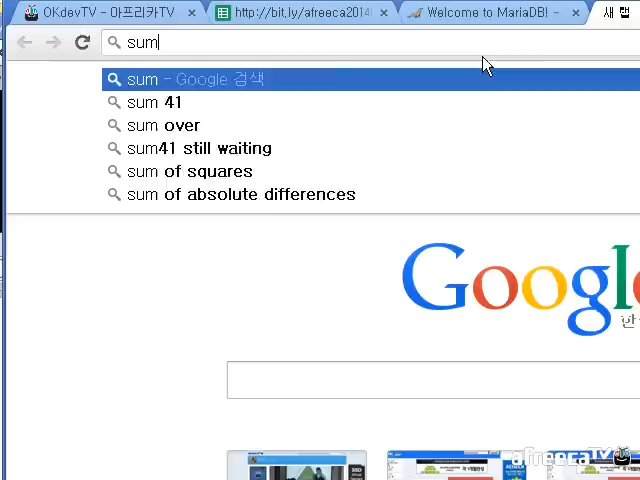 OKdevTV - 아프리카TV
http://bit.ly/afreeca2014
Welcome to MariaDB! -
새 탭
sum
sum - Google 검색
sum 41
sum over
sum41 still waiting
sum of squares
sum of absolute differences
Google
afreecaTV